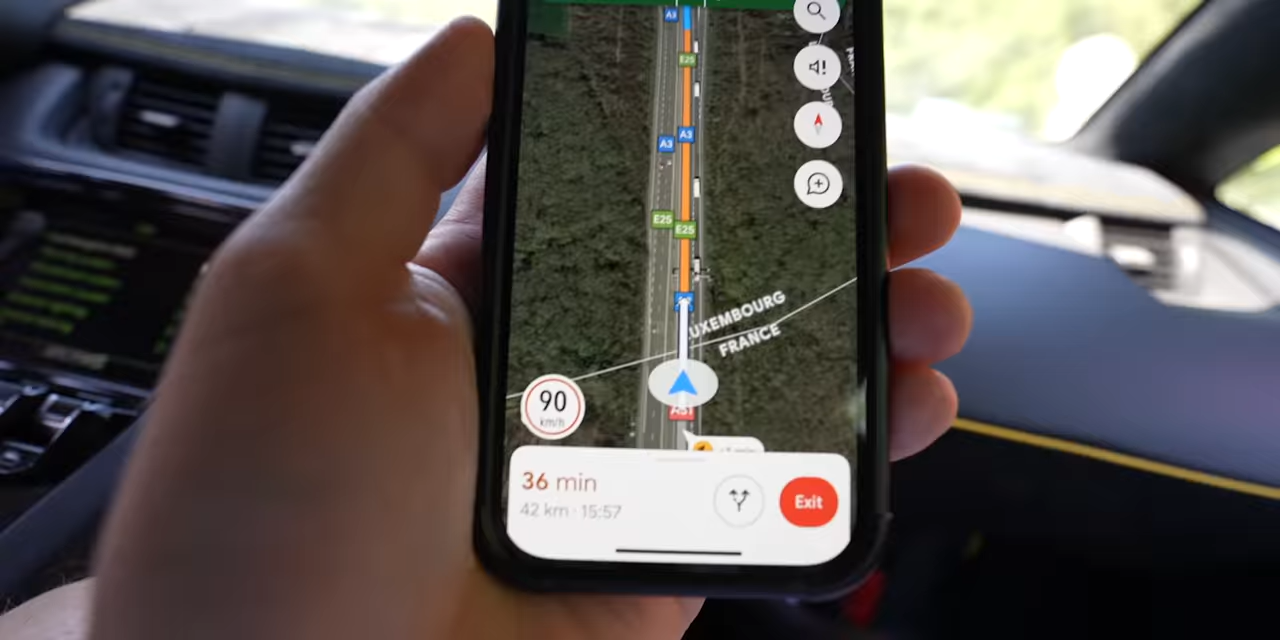 A3
E25
A3
A3
E25
E25
LUXEMBOURG
FRANCE
90
km/h
A31
36 min
42 km · 15:57
Exit